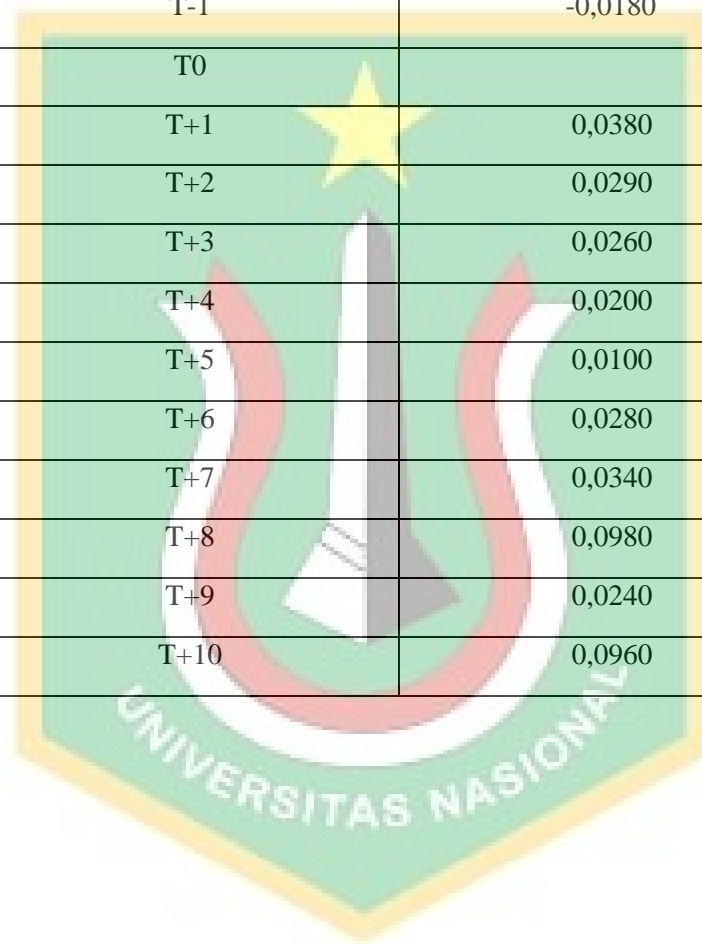 T-1 -0,0180
T0
T+1 0,0380
T+2 0,0290
T+3 0,0260
T+4 0,0200
T+5 0,0100
T+6 0,0280
T+7 0,0340
T+8 0,0980
T+9 0,0240
T+10 0,0960
UNIVERSITAS NASIONAL